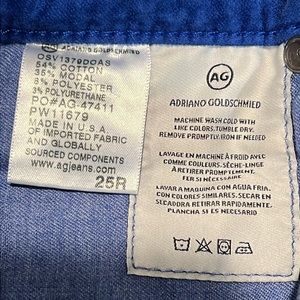 ADRIANO GOLDSCHMIED
OSV1379DOAS
54% COTTON
35% MODAL
8% POLYESTER
3% POLYURETHANE
PO#AG-47411
PW11679
MADE IN U.S.A
OF IMPORTED FABRIC
AND GLOBALLY
SOURCED COMPONENTS
www.agjeans.com
25R
AG
ADRIANO GOLDSCHMIED
MACHINE WASH COLD WITH
LIKE COLORS. TUMBLE DRY.
REMOVE PROMPTLY. IRON IF NEEDED
LAVAGE EN MACHINE À FROID AVEC
COULEURS COMME. SÈCHE-LINGE
À RETIRER PROMPTEMENT.
REPASSER SI NÉCESSAIRE
LAVAR A MAQUINA CON AGUA FRIA.
CON COLORES SIMILARES. SECAR EN
SECADORA RETIRAR RAPIDAMENTE.
PLANCHA SI ES NECESARIO